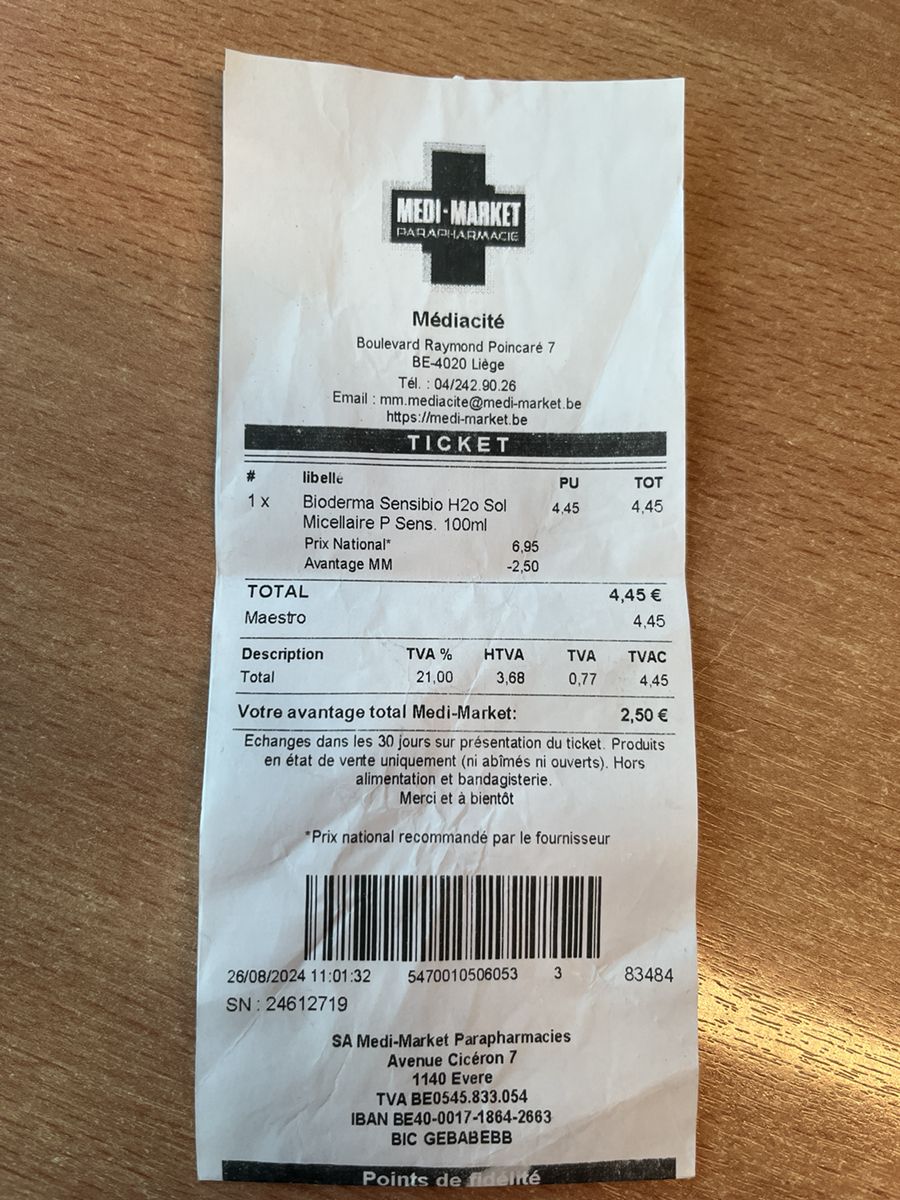 MEDI-MARKET
PARAPHARMACIE
Médiacité
Boulevard Raymond Poincaré 7
BE-4020 Liège
Tél. : 04/242.90.26
Email : mm.mediacite@medi-market.be
https://medi-market.be
TICKET
# libellé PU TOT
1 x Bioderma Sensibio H2o Sol 4,45 4,45
Micellaire P Sens. 100ml
Prix National* 6,95
Avantage MM -2,50
TOTAL 4,45 €
Maestro 4,45
Description TVA % HTVA TVA TVAC
Total 21,00 3,68 0,77 4,45
Votre avantage total Medi-Market: 2,50 €
Echanges dans les 30 jours sur présentation du ticket. Produits
en état de vente uniquement (ni abîmés ni ouverts). Hors
alimentation et bandagisterie.
Merci et à bientôt
*Prix national recommandé par le fournisseur
26/08/2024 11:01:32 5470010506053 3 83484
SN : 24612719
SA Medi-Market Parapharmacies
Avenue Cicéron 7
1140 Evere
TVA BE0545.833.054
IBAN BE40-0017-1864-2663
BIC GEBABEBB
Points de fidélité